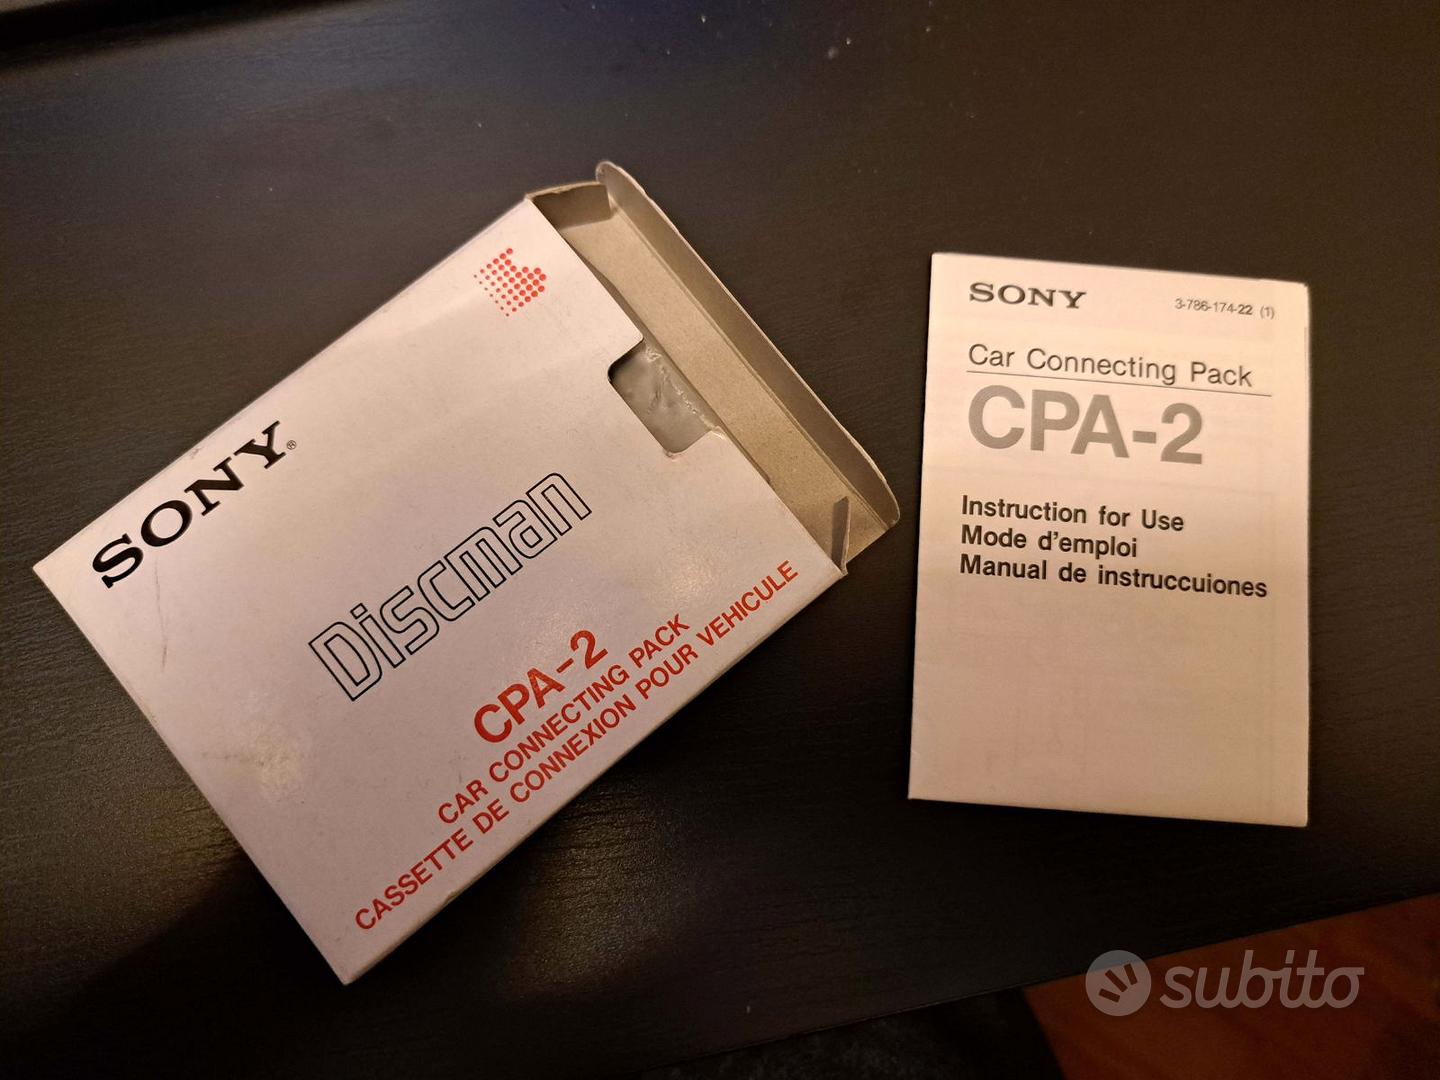 SONY®
Discman
CPA-2
CAR CONNECTING PACK
CASSETTE DE CONNEXION POUR VEHICULE
SONY
3-786-174-22 (1)
Car Connecting Pack
CPA-2
Instruction for Use
Mode d'emploi
Manual de instruccuiones
subito